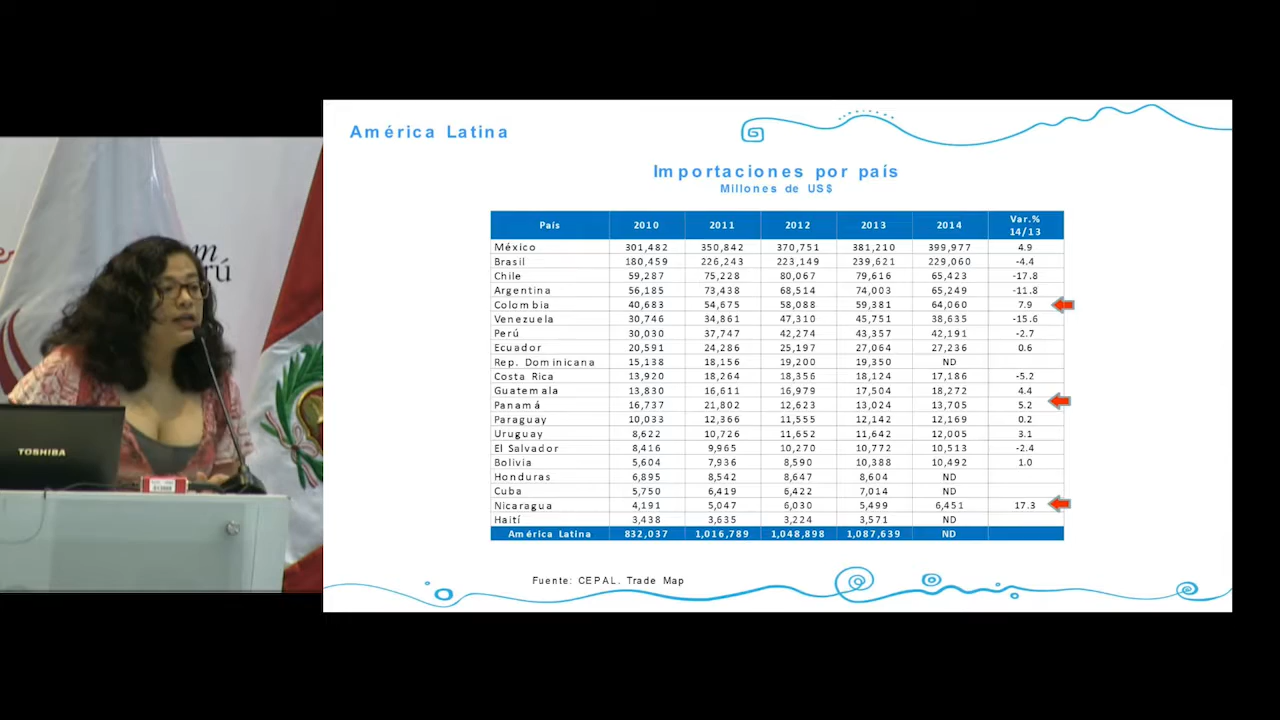 América Latina
Importaciones por país
Millones de US$
País 2010 2011 2012 2013 2014 Var.% 14/13
México 301,482 350,842 370,751 381,210 399,977 4.9
Brasil 180,459 226,243 223,149 239,621 229,060 -4.4
Chile 59,287 75,228 80,067 79,616 65,423 -17.8
Argentina 56,185 73,438 68,514 74,003 65,249 -11.8
Colombia 40,683 54,675 58,088 59,381 64,060 7.9
Venezuela 30,746 34,861 47,310 45,751 38,635 -15.6
Perú 30,030 37,747 42,274 43,357 42,191 -2.7
Ecuador 20,591 24,286 25,197 27,064 27,236 0.6
Rep. Dominicana 15,138 18,156 19,200 19,350 ND
Costa Rica 13,920 18,264 18,356 18,124 17,186 -5.2
Guatemala 13,830 16,611 16,979 17,504 18,272 4.4
Panamá 16,737 21,802 12,623 13,024 13,705 5.2
Paraguay 10,033 12,366 11,555 12,142 12,169 0.2
Uruguay 8,622 10,726 11,652 11,642 12,005 3.1
El Salvador 8,416 9,965 10,270 10,772 10,513 -2.4
Bolivia 5,604 7,936 8,590 10,388 10,492 1.0
Honduras 6,895 8,542 8,647 8,604 ND
Cuba 5,750 6,419 6,422 7,014 ND
Nicaragua 4,191 5,047 6,030 5,499 6,451 17.3
Haití 3,438 3,635 3,224 3,571 ND
América Latina 832,037 1,016,789 1,048,898 1,087,639 ND
Fuente: CEPAL. Trade Map
TOSHIBA